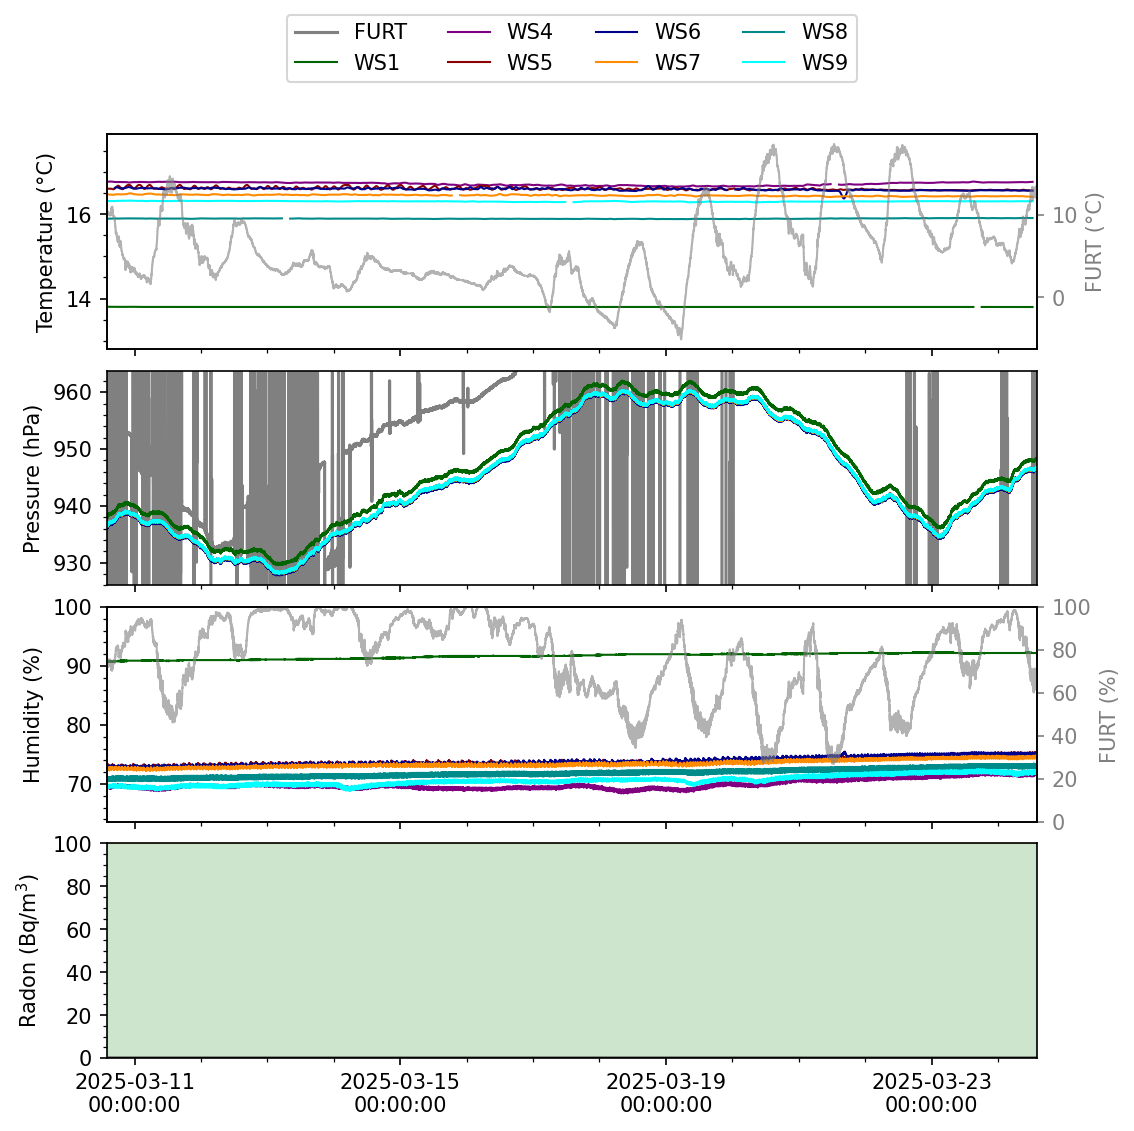 FURT WS4 WS6 WS8
WS1 WS5 WS7 WS9
Temperature (°C)
16
14
10
0
FURT (°C)
Pressure (hPa)
960
950
940
930
Humidity (%)
100
90
80
70
100
80
60
40
20
0
FURT (%)
Radon (Bq/m³)
100
80
60
40
20
0
2025-03-11 2025-03-15 2025-03-19 2025-03-23
00:00:00 00:00:00 00:00:00 00:00:00